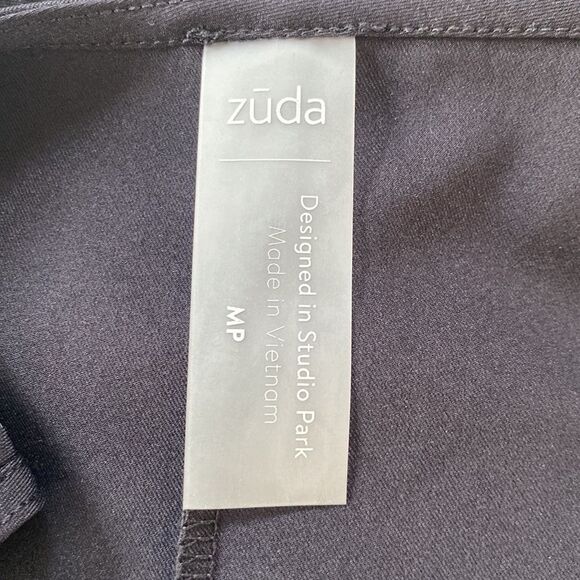 zūda
Designed in Studio Park
Made in Vietnam
MP